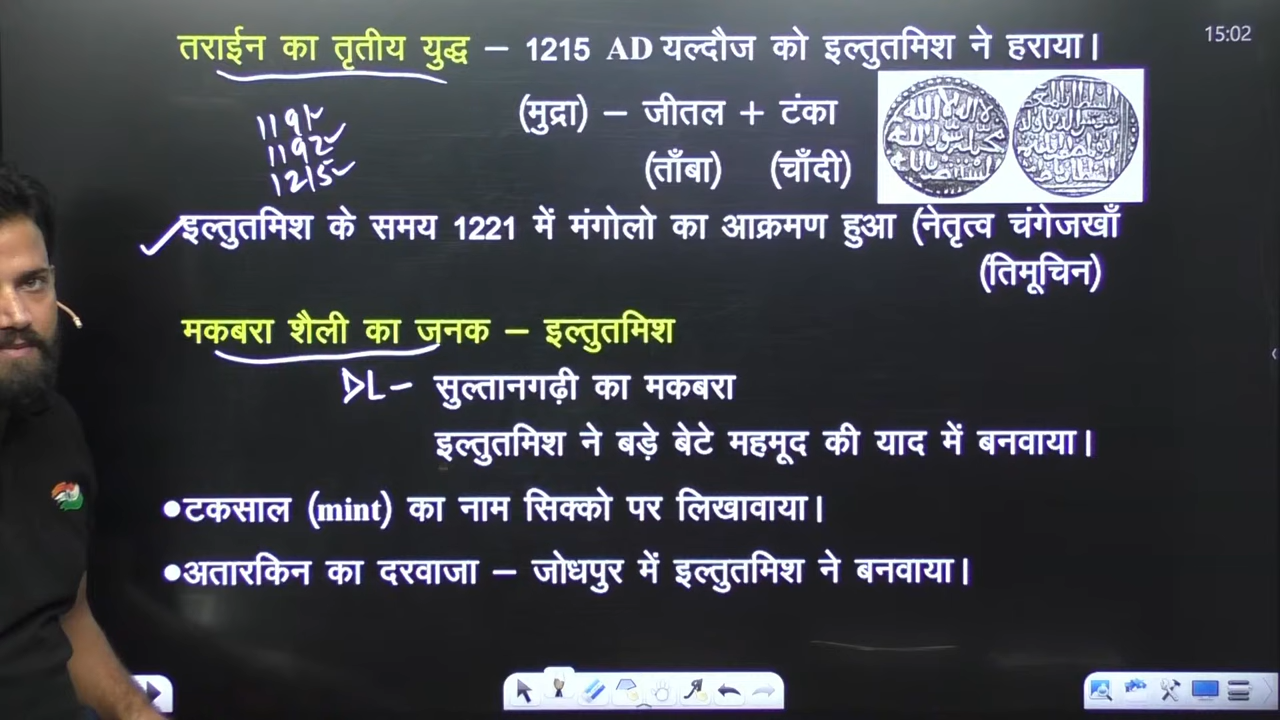 तराईन का तृतीय युद्ध – 1215 AD यल्दौज को इल्तुतमिश ने हराया।
15:02
(मुद्रा) – जीतल + टंका
1191
1192
1215
(ताँबा) (चाँदी)
इल्तुतमिश के समय 1221 में मंगोलो का आक्रमण हुआ (नेतृत्व चंगेजखाँ
(तिमूचिन)
मकबरा शैली का जनक – इल्तुतमिश
DL – सुल्तानगढ़ी का मकबरा
इल्तुतमिश ने बड़े बेटे महमूद की याद में बनवाया।
•टकसाल (mint) का नाम सिक्को पर लिखावाया।
•अतारकिन का दरवाजा – जोधपुर में इल्तुतमिश ने बनवाया।